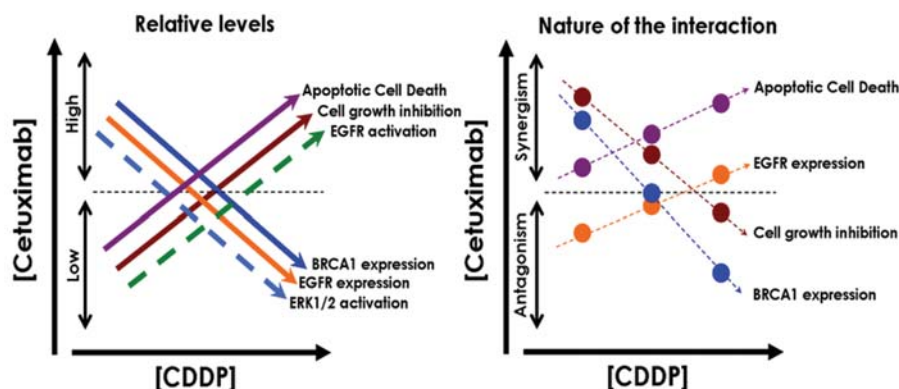 Relative levels
[Cetuximab]
High
Low
Apoptotic Cell Death
Cell growth inhibition
EGFR activation
BRCA1 expression
EGFR expression
ERK1/2 activation
[CDDP]
Nature of the interaction
[Cetuximab]
Synergism
Antagonism
Apoptotic Cell Death
EGFR expression
Cell growth inhibition
BRCA1 expression
[CDDP]